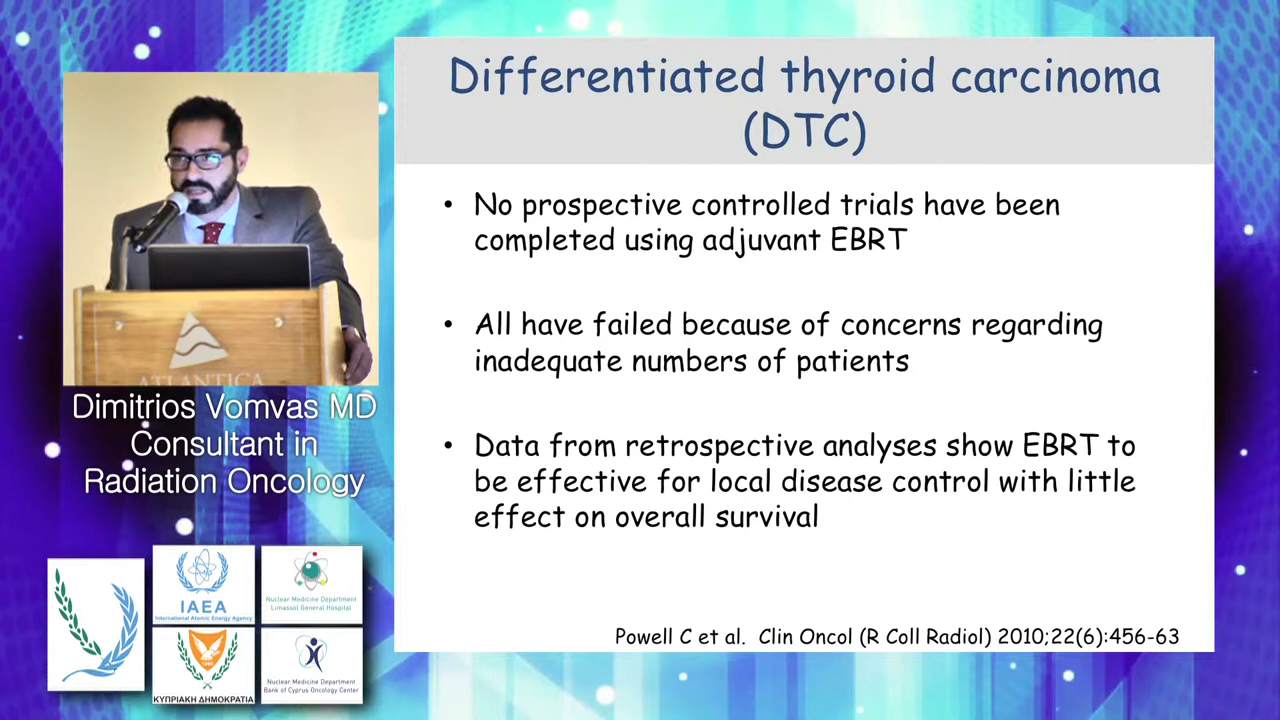 Differentiated thyroid carcinoma
(DTC)
• No prospective controlled trials have been
completed using adjuvant EBRT
• All have failed because of concerns regarding
inadequate numbers of patients
• Data from retrospective analyses show EBRT to
be effective for local disease control with little
effect on overall survival
Powell C et al. Clin Oncol (R Coll Radiol) 2010;22(6):456-63
ATLANTICA
Dimitrios Vomvas MD
Consultant in
Radiation Oncology
IAEA
International Atomic Energy Agency
Nuclear Medicine Department
Limassol General Hospital
1960
ΚΥΠΡΙΑΚΗ ΔΗΜΟΚΡΑΤΙΑ
Nuclear Medicine Department
Bank of Cyprus Oncology Center